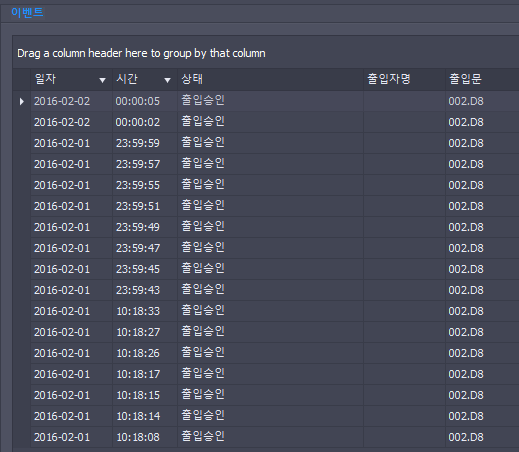 이벤트
Drag a column header here to group by that column
일자 시간 상태 출입자명 출입문
2016-02-02 00:00:05 출입승인 002.D8
2016-02-02 00:00:02 출입승인 002.D8
2016-02-01 23:59:59 출입승인 002.D8
2016-02-01 23:59:57 출입승인 002.D8
2016-02-01 23:59:55 출입승인 002.D8
2016-02-01 23:59:51 출입승인 002.D8
2016-02-01 23:59:49 출입승인 002.D8
2016-02-01 23:59:47 출입승인 002.D8
2016-02-01 23:59:45 출입승인 002.D8
2016-02-01 23:59:43 출입승인 002.D8
2016-02-01 10:18:33 출입승인 002.D8
2016-02-01 10:18:27 출입승인 002.D8
2016-02-01 10:18:26 출입승인 002.D8
2016-02-01 10:18:17 출입승인 002.D8
2016-02-01 10:18:15 출입승인 002.D8
2016-02-01 10:18:14 출입승인 002.D8
2016-02-01 10:18:08 출입승인 002.D8